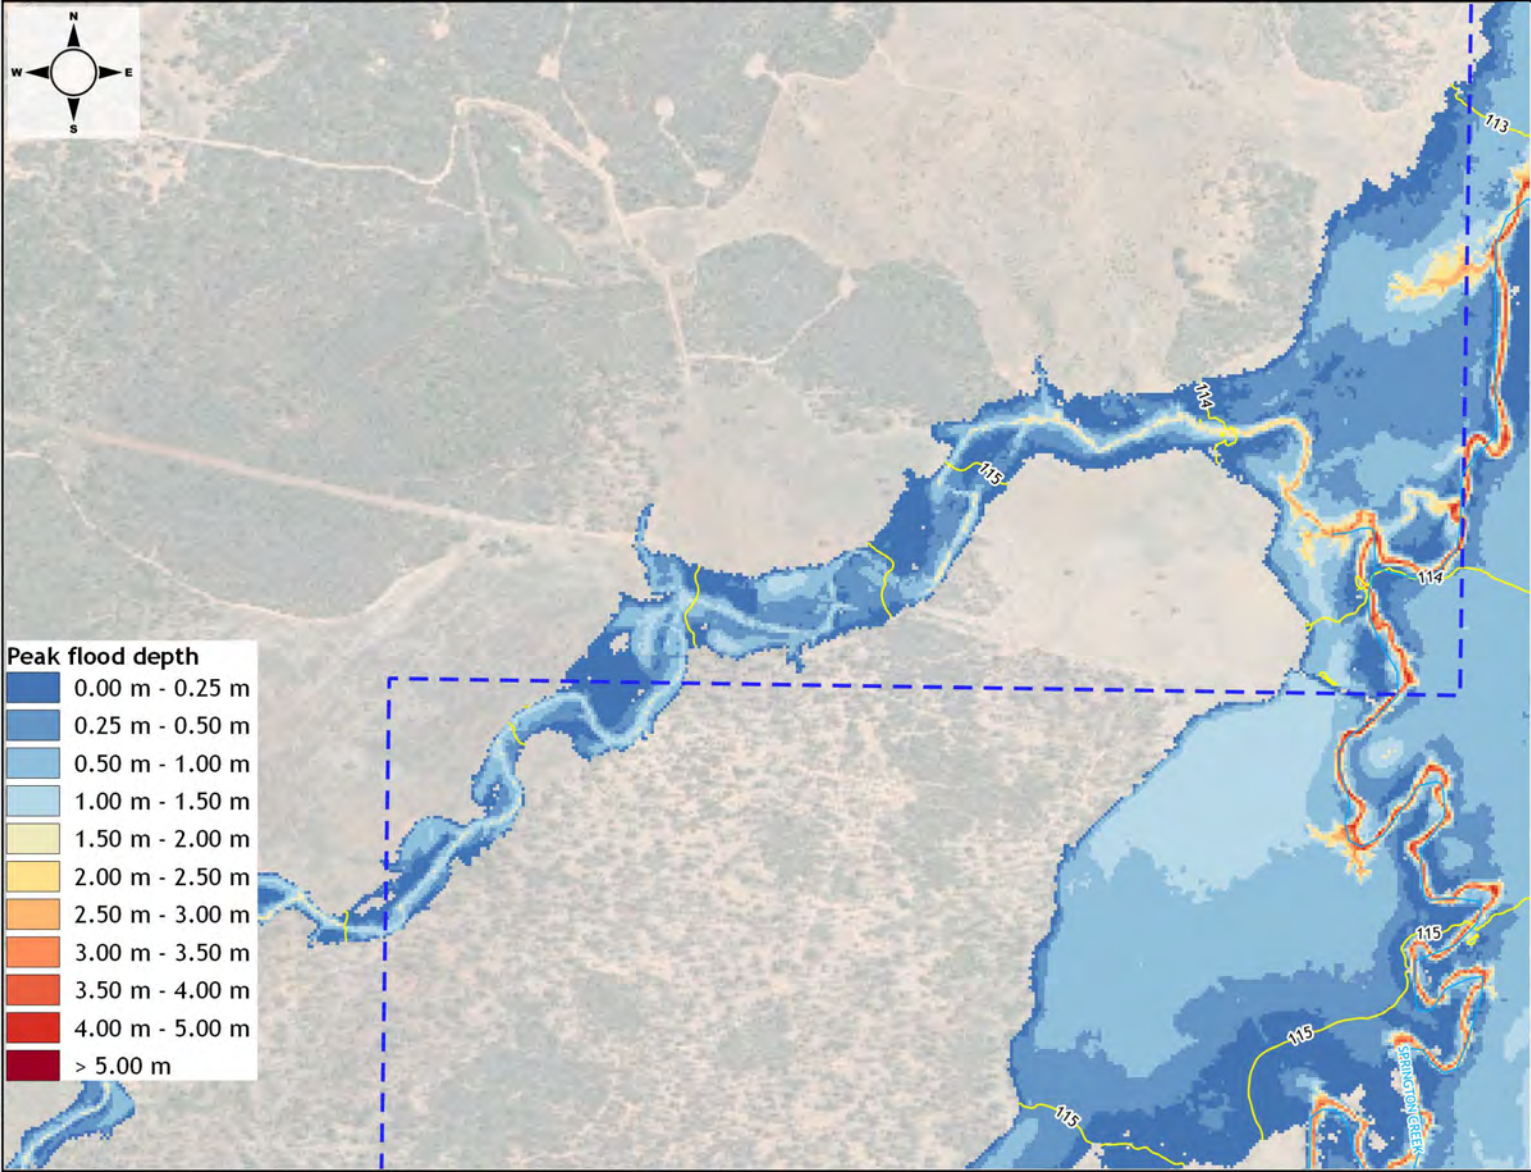 N
W E
S
113
114
115
114
Peak flood depth
0.00 m - 0.25 m
0.25 m - 0.50 m
0.50 m - 1.00 m
1.00 m - 1.50 m
1.50 m - 2.00 m
2.00 m - 2.50 m
2.50 m - 3.00 m
3.00 m - 3.50 m
3.50 m - 4.00 m
4.00 m - 5.00 m
> 5.00 m
115
115
SPRINGTON CREEK
115